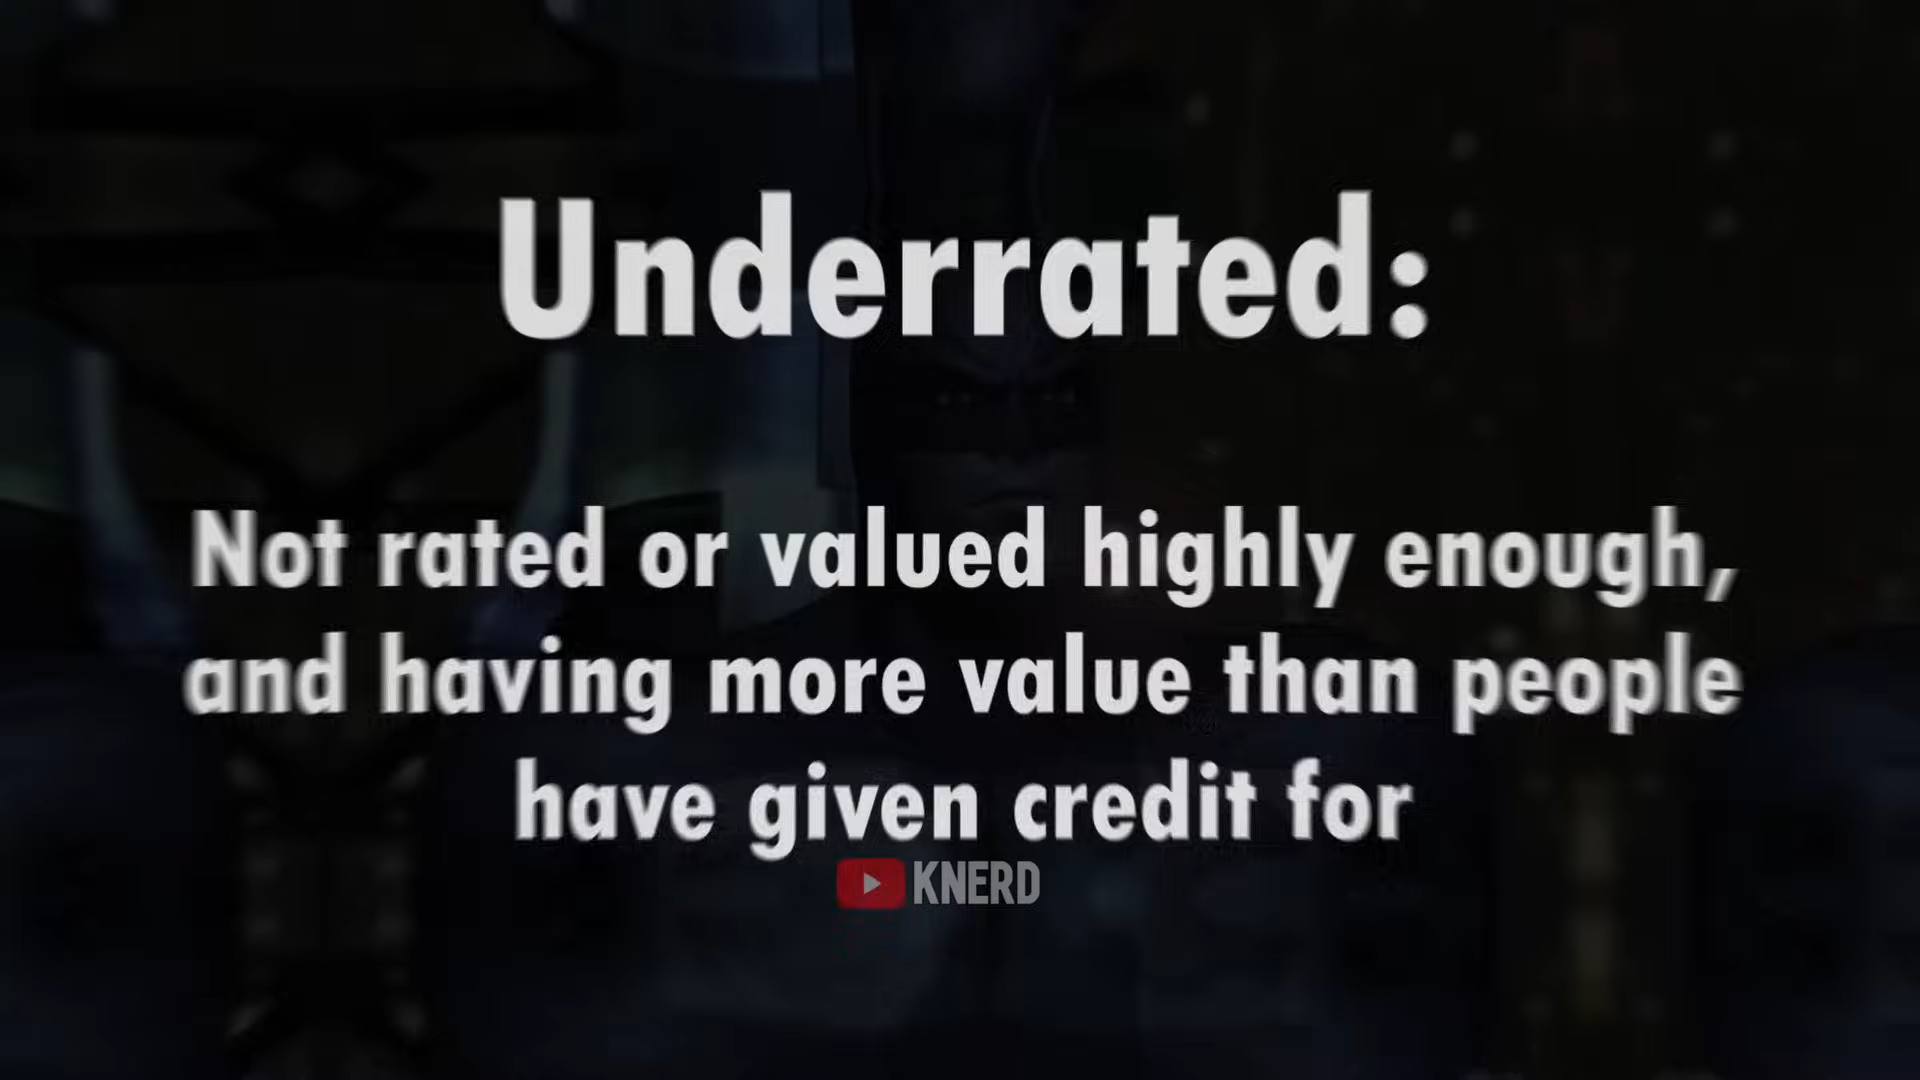 Underrated:
Not rated or valued highly enough,
and having more value than people
have given credit for
KNERD